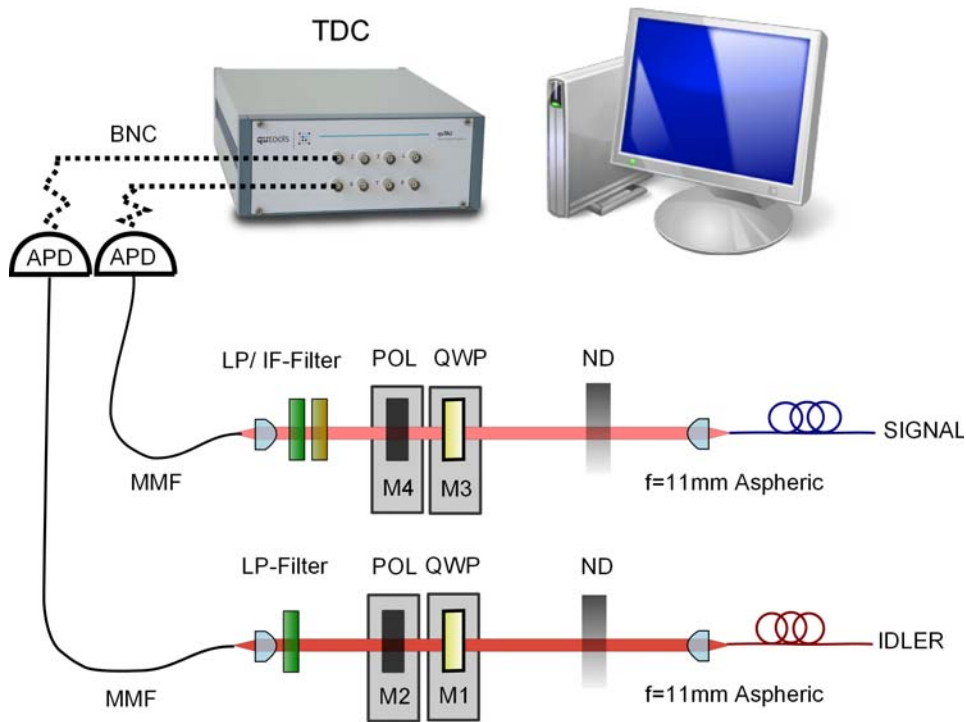 TDC
BNC
qutools
APD APD
LP/ IF-Filter POL QWP ND
SIGNAL
M4 M3
MMF
f=11mm Aspheric
LP-Filter POL QWP ND
IDLER
M2 M1
MMF
f=11mm Aspheric